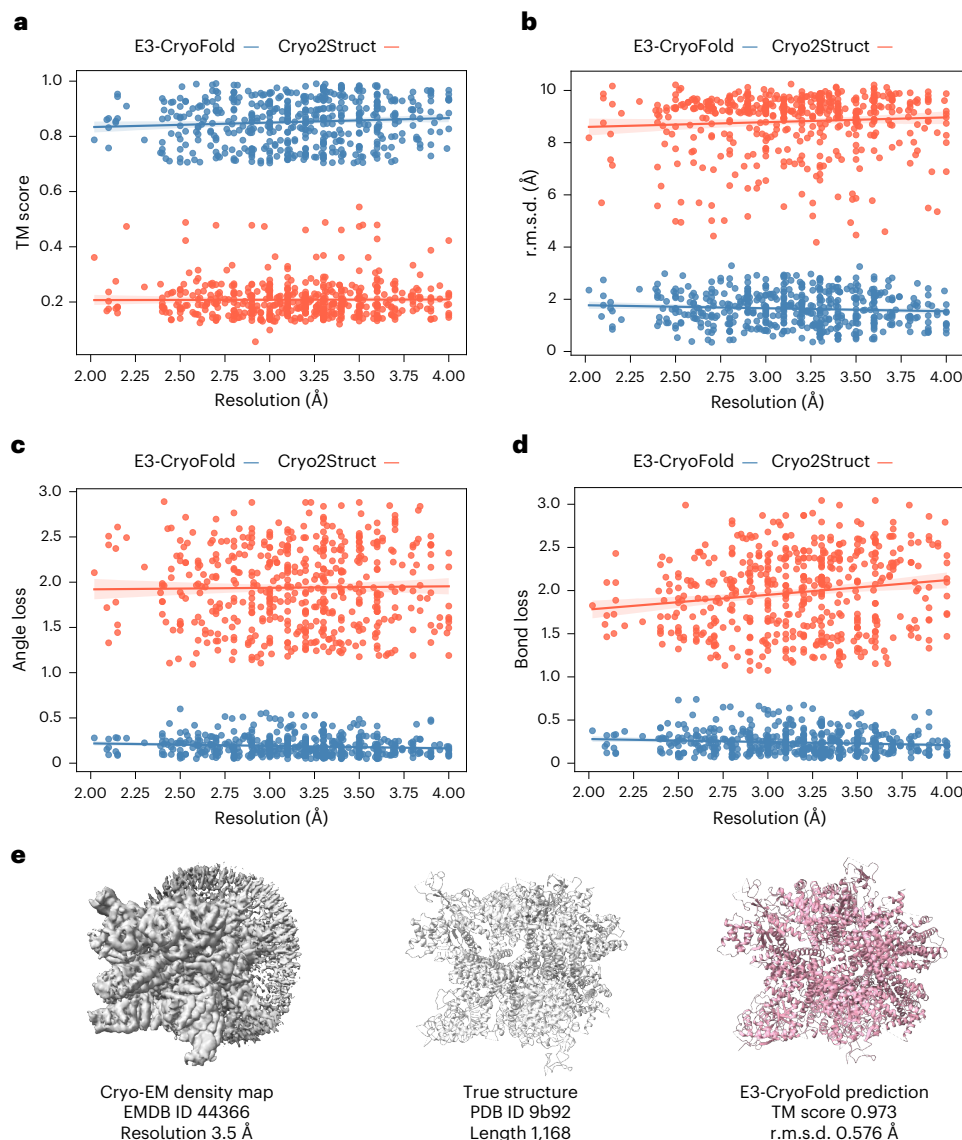 a
E3-CryoFold Cryo2Struct
1.0
0.8
0.6
0.4
0.2
TM score
2.00 2.25 2.50 2.75 3.00 3.25 3.50 3.75 4.00
Resolution (Å)
b
E3-CryoFold Cryo2Struct
10
8
6
4
2
0
r.m.s.d. (Å)
2.00 2.25 2.50 2.75 3.00 3.25 3.50 3.75 4.00
Resolution (Å)
c
E3-CryoFold Cryo2Struct
3.0
2.5
2.0
1.5
1.0
0.5
0
Angle loss
2.00 2.25 2.50 2.75 3.00 3.25 3.50 3.75 4.00
Resolution (Å)
d
E3-CryoFold Cryo2Struct
3.0
2.5
2.0
1.5
1.0
0.5
0
Bond loss
2.00 2.25 2.50 2.75 3.00 3.25 3.50 3.75 4.00
Resolution (Å)
e
Cryo-EM density map
EMDB ID 44366
Resolution 3.5 Å
True structure
PDB ID 9b92
Length 1,168
E3-CryoFold prediction
TM score 0.973
r.m.s.d. 0.576 Å